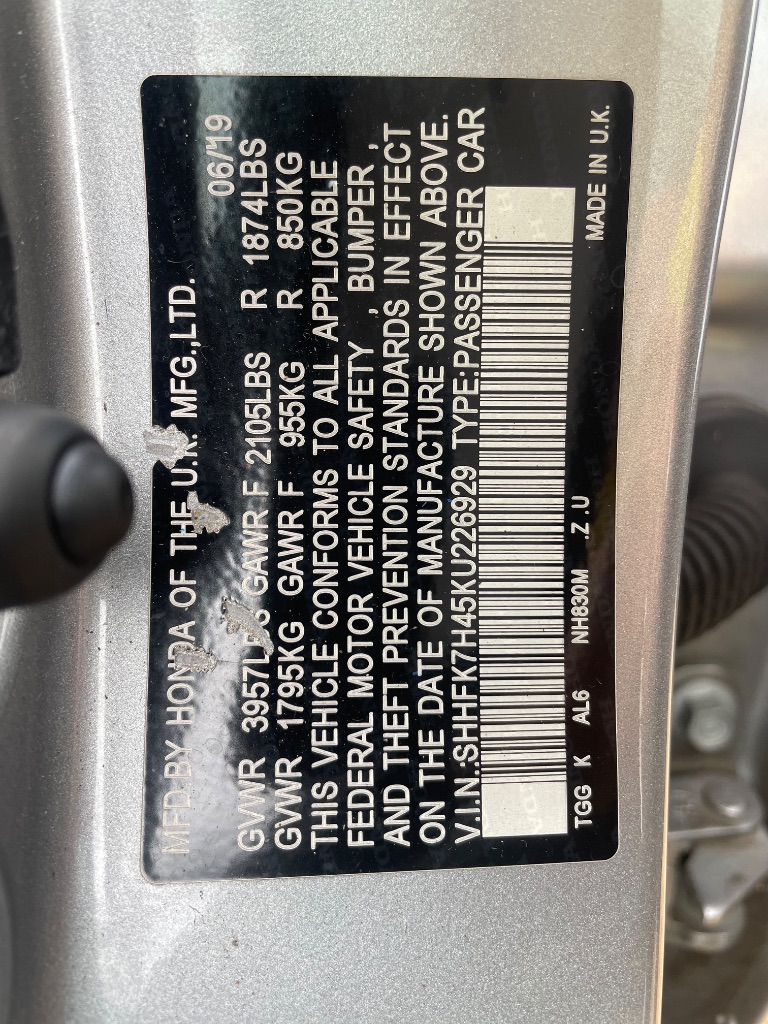 MFD.BY HONDA OF THE U.K. MFG.,LTD. 06/19
GVWR 3957LBS GAWR F 2105LBS R 1874LBS
GVWR 1795KG GAWR F 955KG R 850KG
THIS VEHICLE CONFORMS TO ALL APPLICABLE
FEDERAL MOTOR VEHICLE SAFETY , BUMPER ,
AND THEFT PREVENTION STANDARDS IN EFFECT
ON THE DATE OF MANUFACTURE SHOWN ABOVE.
V.I.N.:SHHFK7H45KU226929 TYPE:PASSENGER CAR
TGG K AL6 NH830M .Z .U MADE IN U.K.